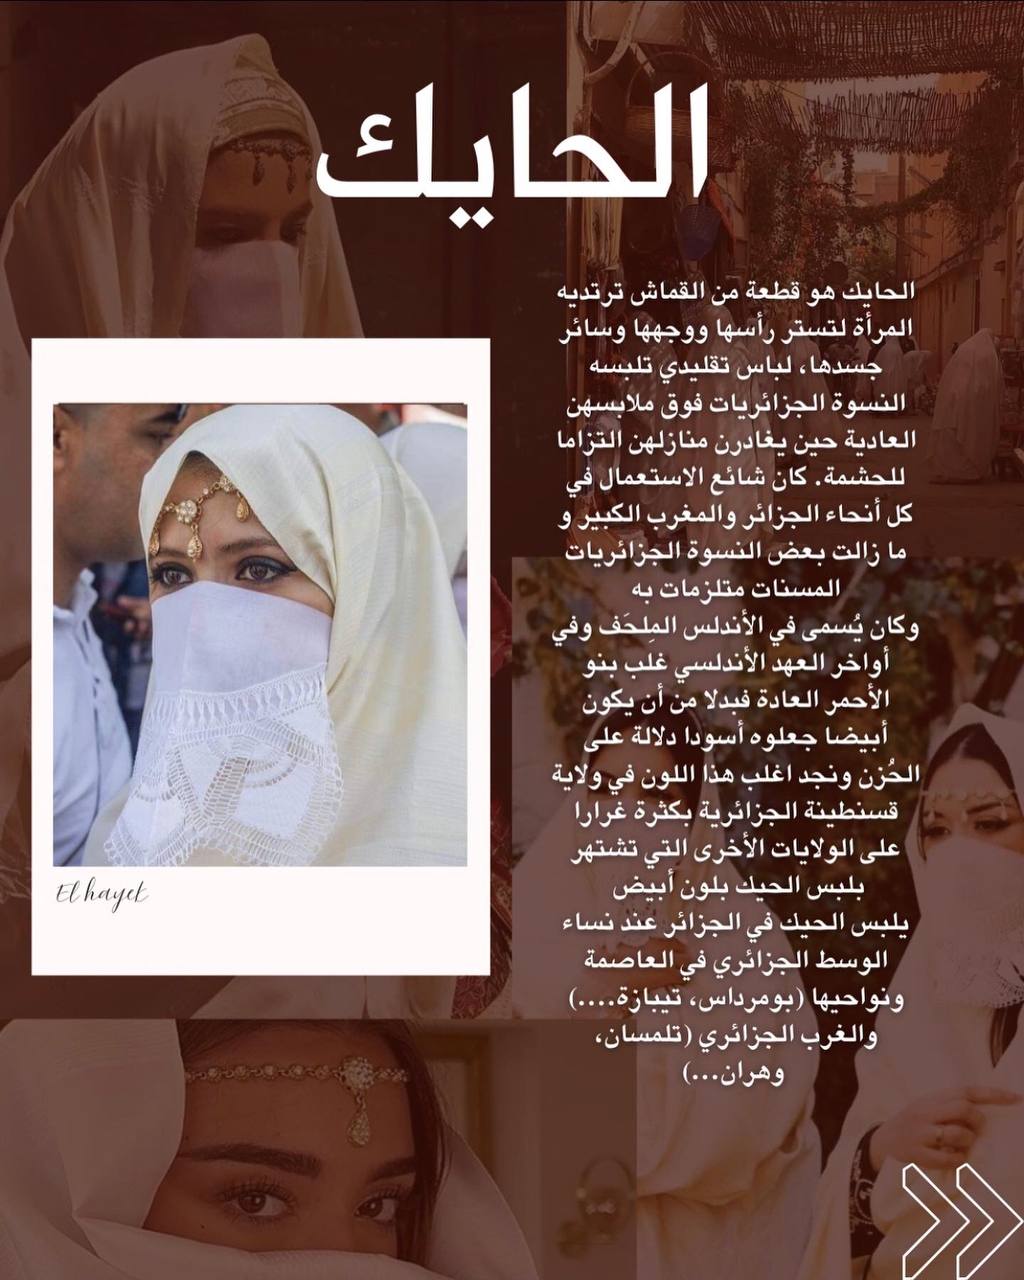 الحايك
الحايك هو قطعة من القماش ترتديه
المرأة لتستر رأسها ووجهها وسائر
جسدها، لباس تقليدي تلبسه
النسوة الجزائريات فوق ملابسهن
العادية حين يغادرن منازلهن التزاما
للحشمة. كان شائع الاستعمال في
كل أنحاء الجزائر والمغرب الكبير و
ما زالت بعض النسوة الجزائريات
المسنات متلزمات به
وكان يُسمى في الأندلس المِلحَف وفي
أواخر العهد الأندلسي غلب بنو
الأحمر العادة فبدلا من أن يكون
أبيضا جعلوه أسودا دلالة على
الحُزن ونجد اغلب هذا اللون في ولاية
قسنطينة الجزائرية بكثرة غرارا
على الولايات الأخرى التي تشتهر
بلبس الحيك بلون أبيض
يلبس الحيك في الجزائر عند نساء
الوسط الجزائري في العاصمة
ونواحيها (بومرداس، تيبازة....)
والغرب الجزائري (تلمسان،
وهران...)
El hayek